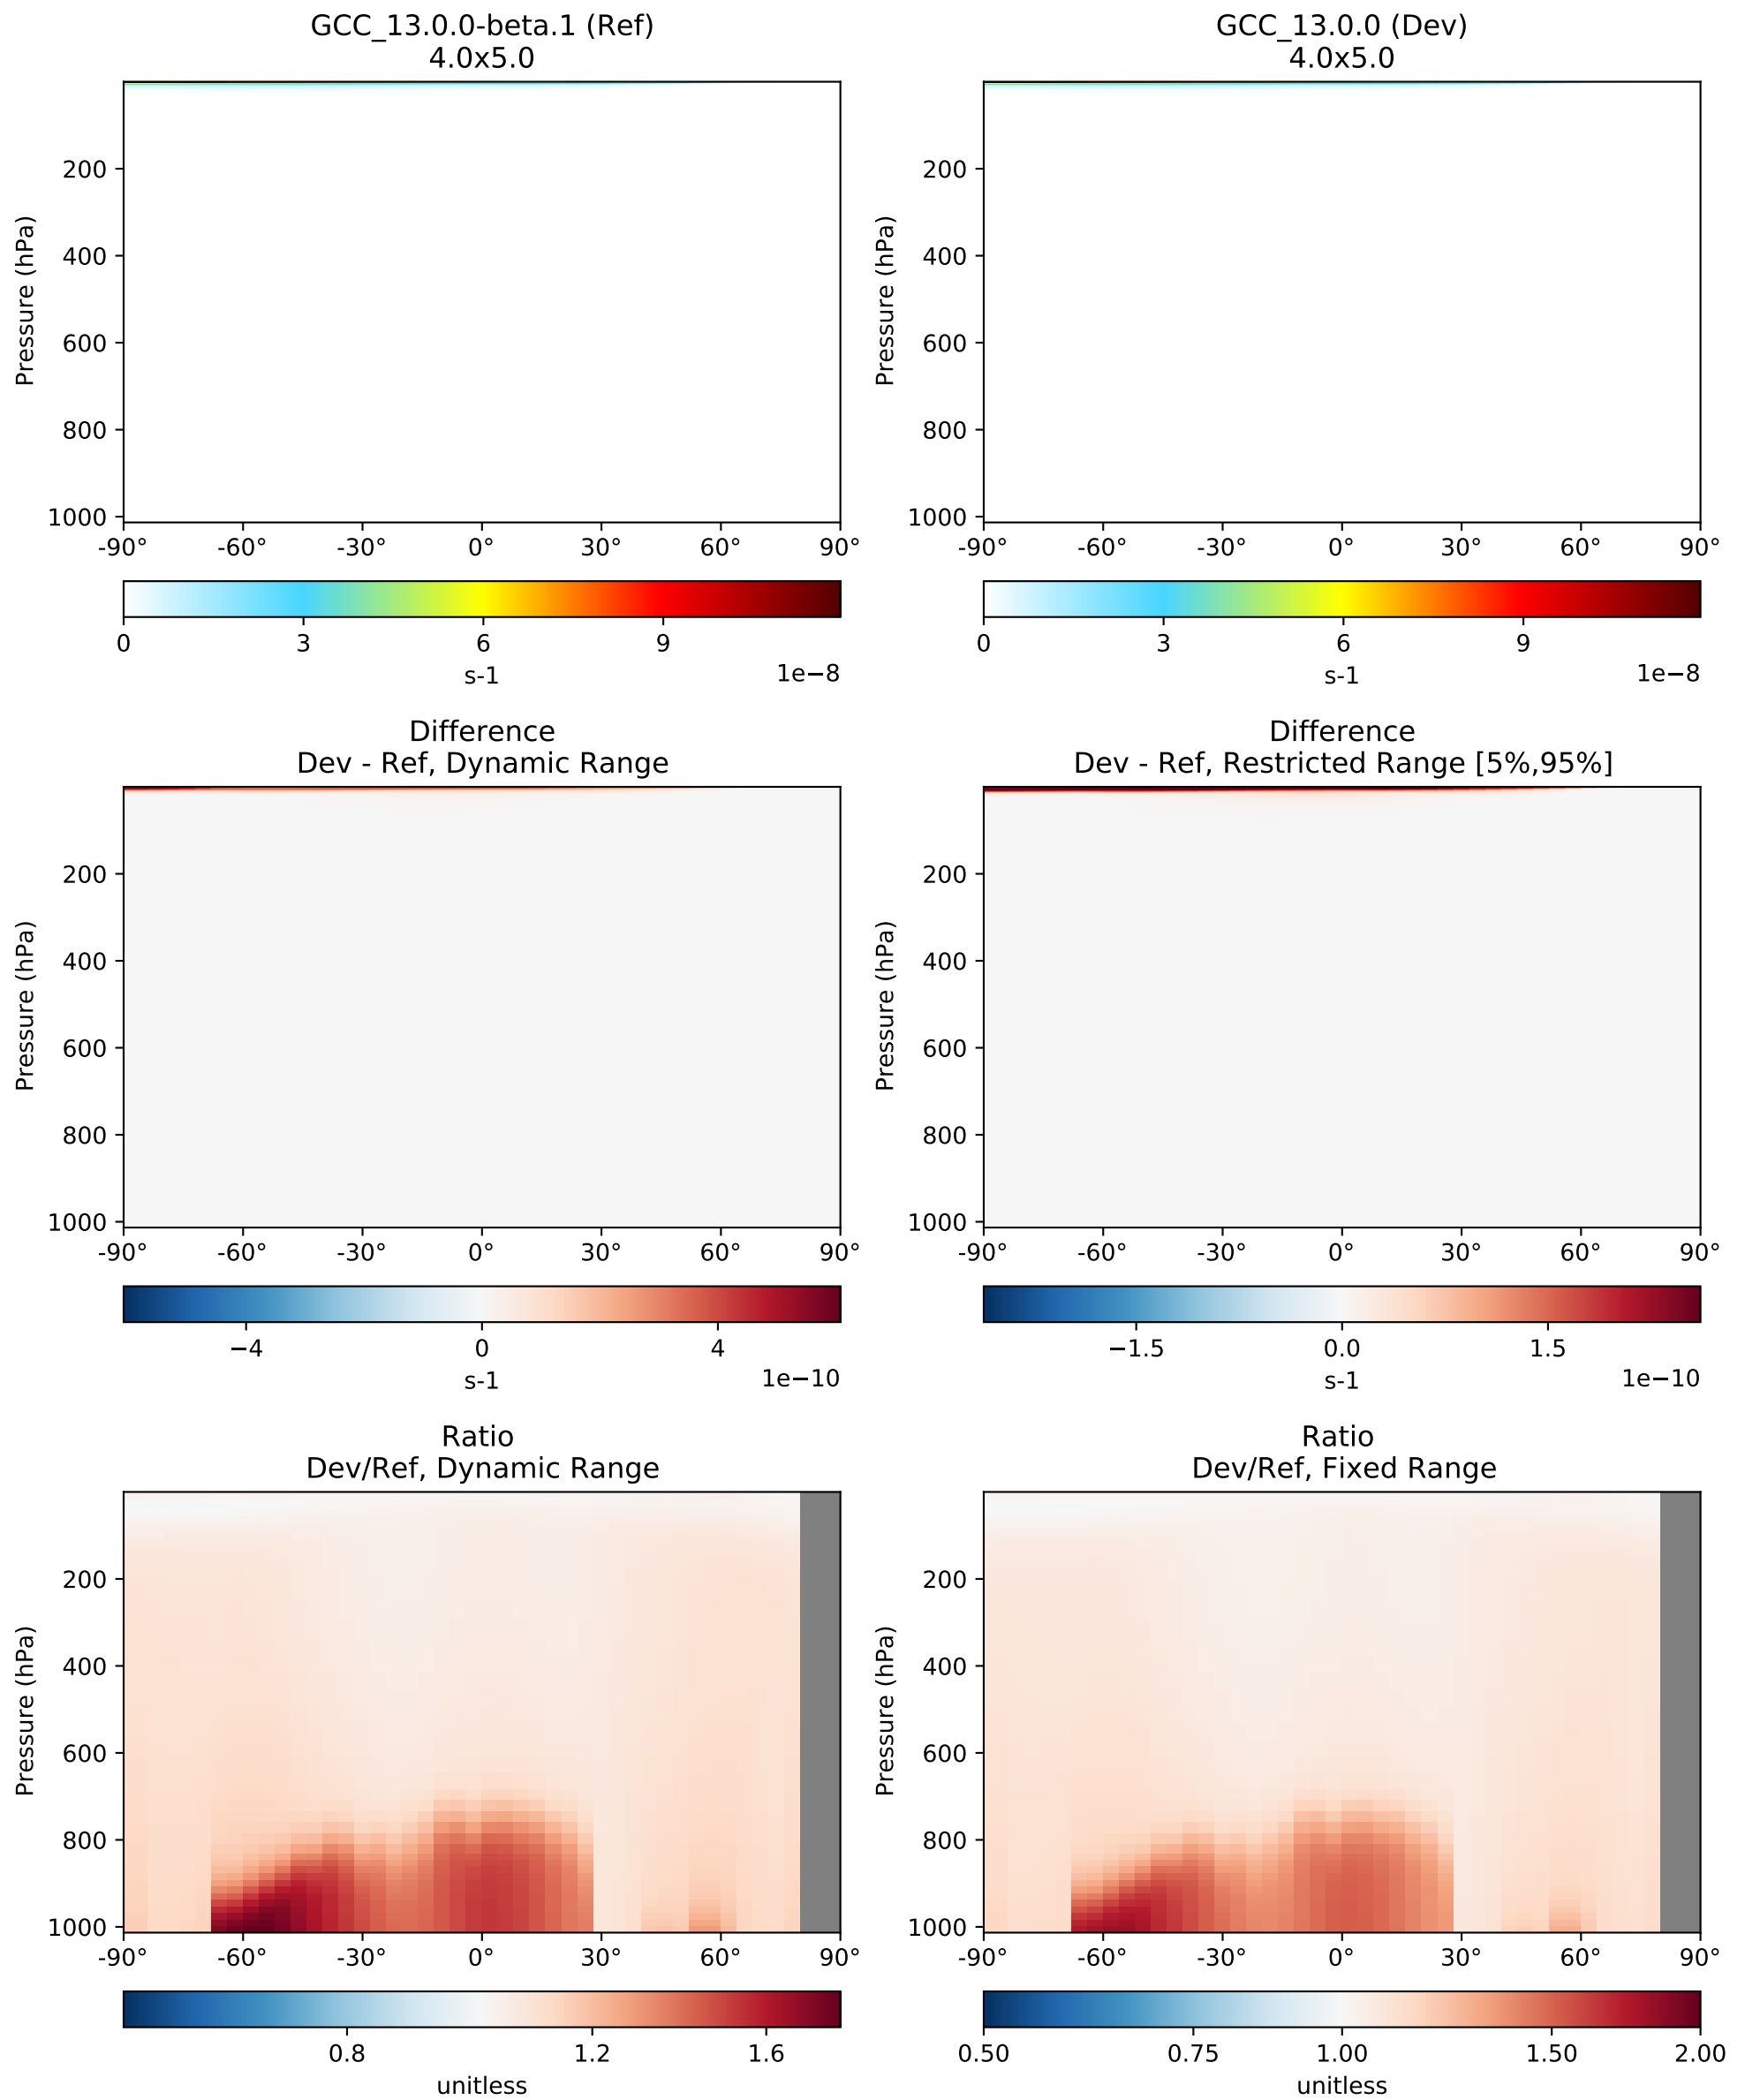 GCC_13.0.0-beta.1 (Ref)
4.0x5.0
Pressure (hPa)
200
400
600
800
1000
-90° -60° -30° 0° 30° 60° 90°
0 3 6 9
s-1
1e−8
GCC_13.0.0 (Dev)
4.0x5.0
Pressure (hPa)
200
400
600
800
1000
-90° -60° -30° 0° 30° 60° 90°
0 3 6 9
s-1
1e−8
Difference
Dev - Ref, Dynamic Range
Pressure (hPa)
200
400
600
800
1000
-90° -60° -30° 0° 30° 60° 90°
−4 0 4
s-1
1e−10
Difference
Dev - Ref, Restricted Range [5%,95%]
Pressure (hPa)
200
400
600
800
1000
-90° -60° -30° 0° 30° 60° 90°
−1.5 0.0 1.5
s-1
1e−10
Ratio
Dev/Ref, Dynamic Range
Pressure (hPa)
200
400
600
800
1000
-90° -60° -30° 0° 30° 60° 90°
0.8 1.2 1.6
unitless
Ratio
Dev/Ref, Fixed Range
Pressure (hPa)
200
400
600
800
1000
-90° -60° -30° 0° 30° 60° 90°
0.50 0.75 1.00 1.50 2.00
unitless